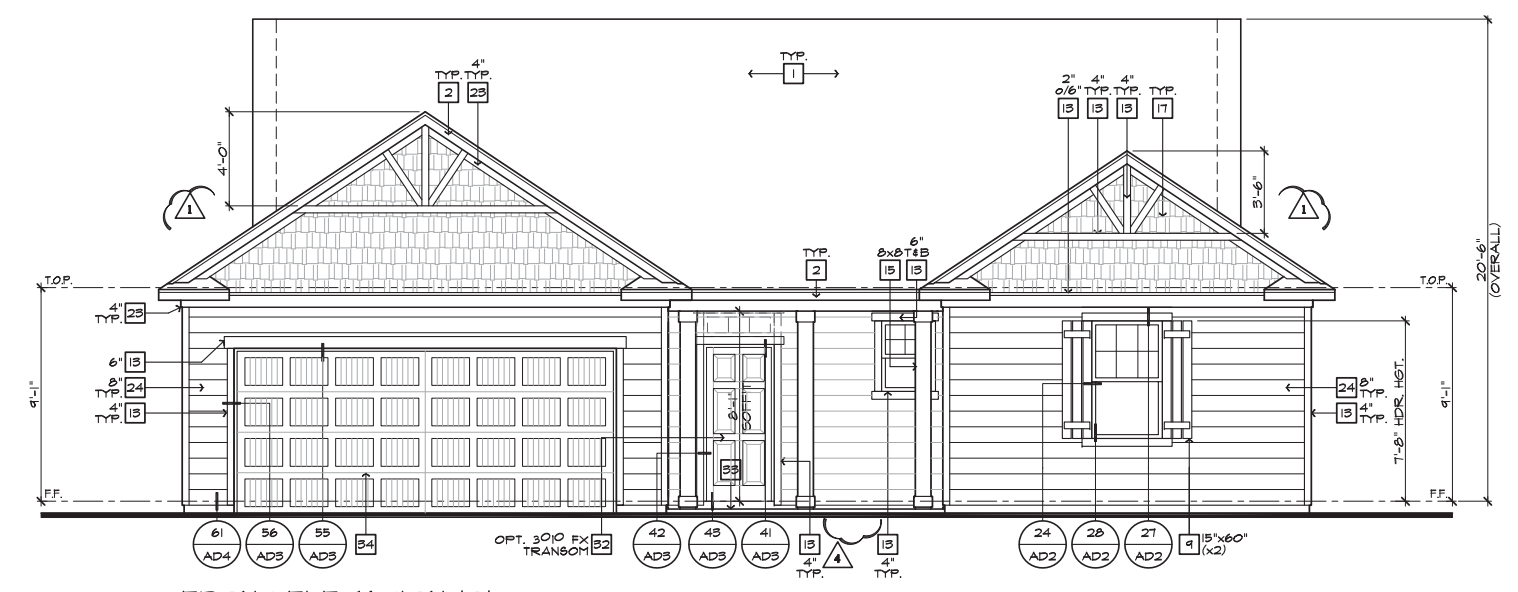 TYP.
1
4"
TYP. TYP.
2 23
2" 4" 4"
o/6" TYP. TYP. TYP.
13 13 13 17
4'-0"
3'-6"
1
1
20'-6"
(OVERALL)
6"
TYP. 8x8 T&B
2 15 13
T.O.P.
T.O.P.
4"
TYP. 23
6" 13
8"
TYP. 24
4"
TYP. 13
9'-1"
8'-1"
SOFFIT
33
24 8"
TYP.
13 4"
TYP.
7'-8" HDR. HGT.
9'-1"
F.F.
F.F.
61
AD4
56
AD3
55
AD3
34
OPT. 3010 FX
TRANSOM 32
42
AD3
43
AD3
41
AD3
13
4"
TYP.
4
13
4"
TYP.
24
AD2
28
AD2
27
AD2
9 15"x60"
(x2)